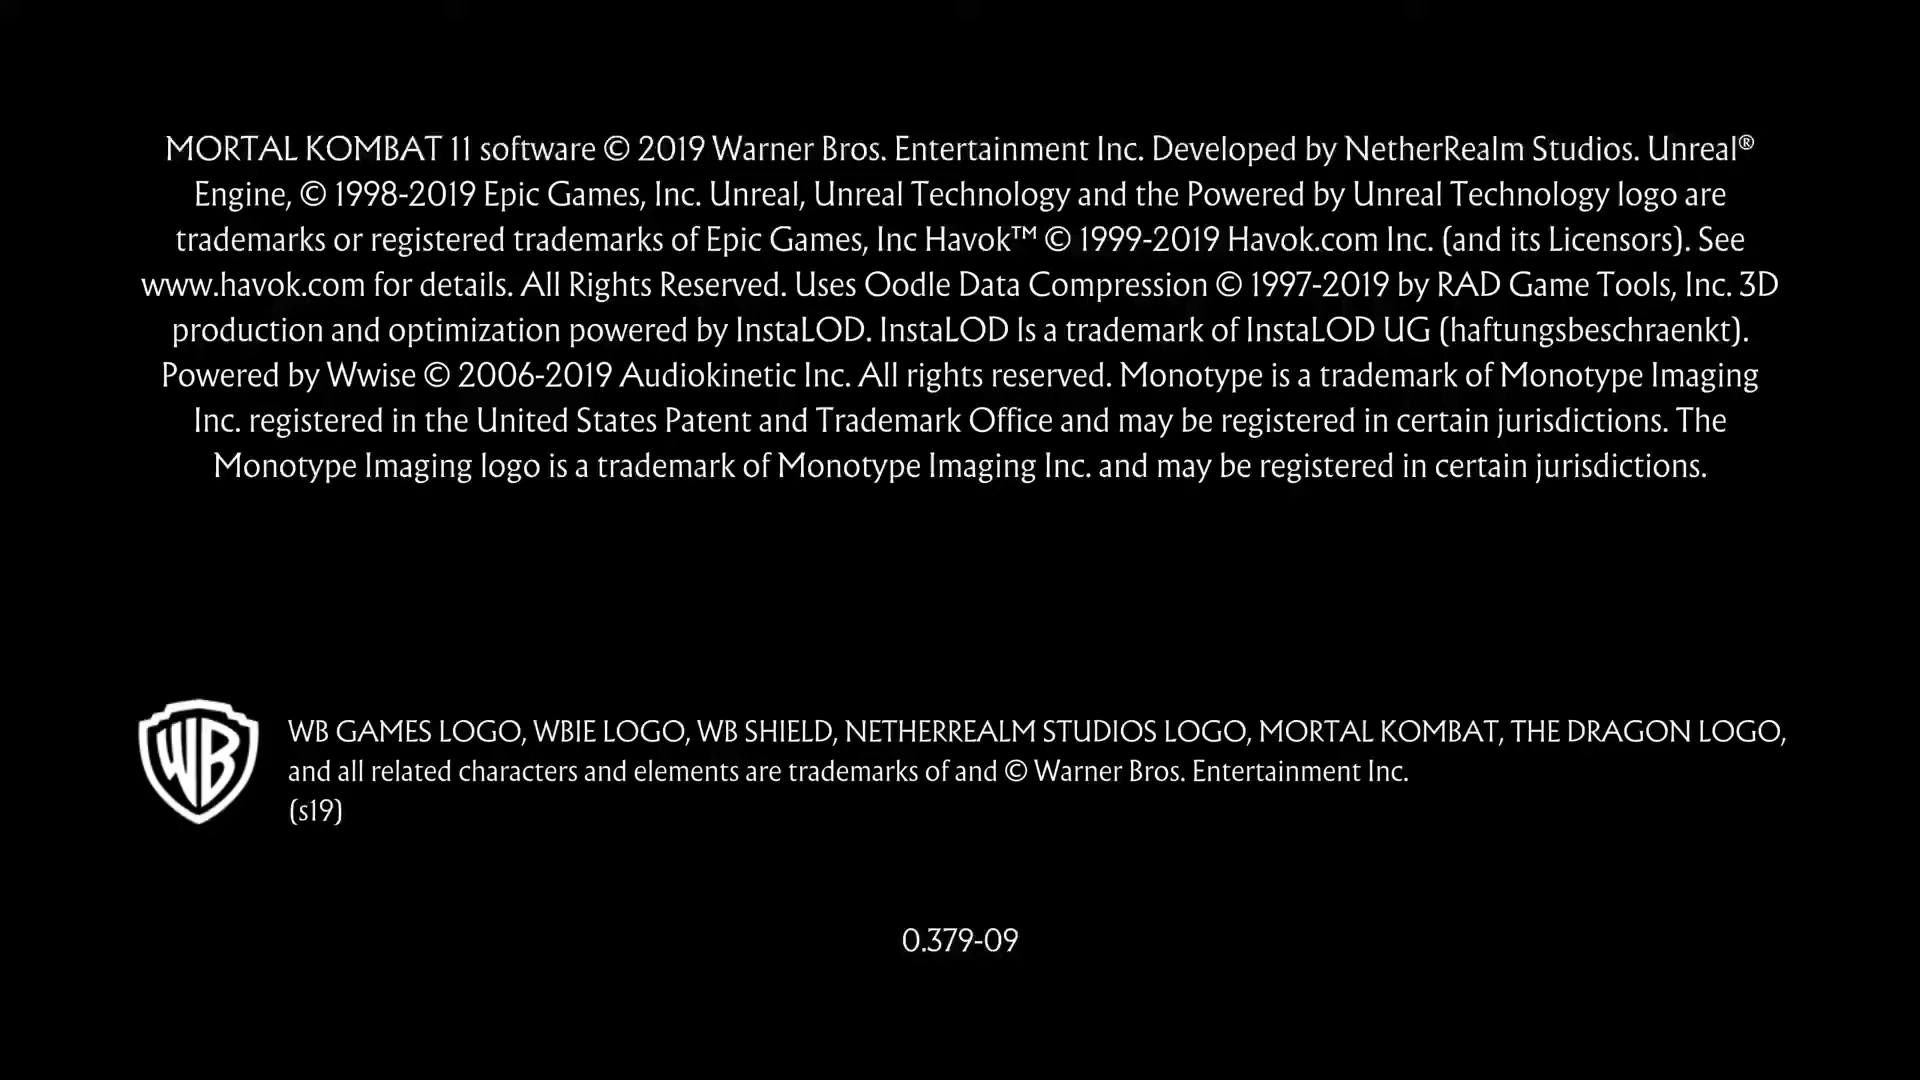 MORTAL KOMBAT 11 software © 2019 Warner Bros. Entertainment Inc. Developed by NetherRealm Studios. Unreal®
Engine, © 1998-2019 Epic Games, Inc. Unreal, Unreal Technology and the Powered by Unreal Technology logo are
trademarks or registered trademarks of Epic Games, Inc Havok™ © 1999-2019 Havok.com Inc. (and its Licensors). See
www.havok.com for details. All Rights Reserved. Uses Oodle Data Compression © 1997-2019 by RAD Game Tools, Inc. 3D
production and optimization powered by InstaLOD. InstaLOD Is a trademark of InstaLOD UG (haftungsbeschraenkt).
Powered by Wwise © 2006-2019 Audiokinetic Inc. All rights reserved. Monotype is a trademark of Monotype Imaging
Inc. registered in the United States Patent and Trademark Office and may be registered in certain jurisdictions. The
Monotype Imaging logo is a trademark of Monotype Imaging Inc. and may be registered in certain jurisdictions.
WB
WB GAMES LOGO, WBIE LOGO, WB SHIELD, NETHERREALM STUDIOS LOGO, MORTAL KOMBAT, THE DRAGON LOGO,
and all related characters and elements are trademarks of and © Warner Bros. Entertainment Inc.
(s19)
0.379-09